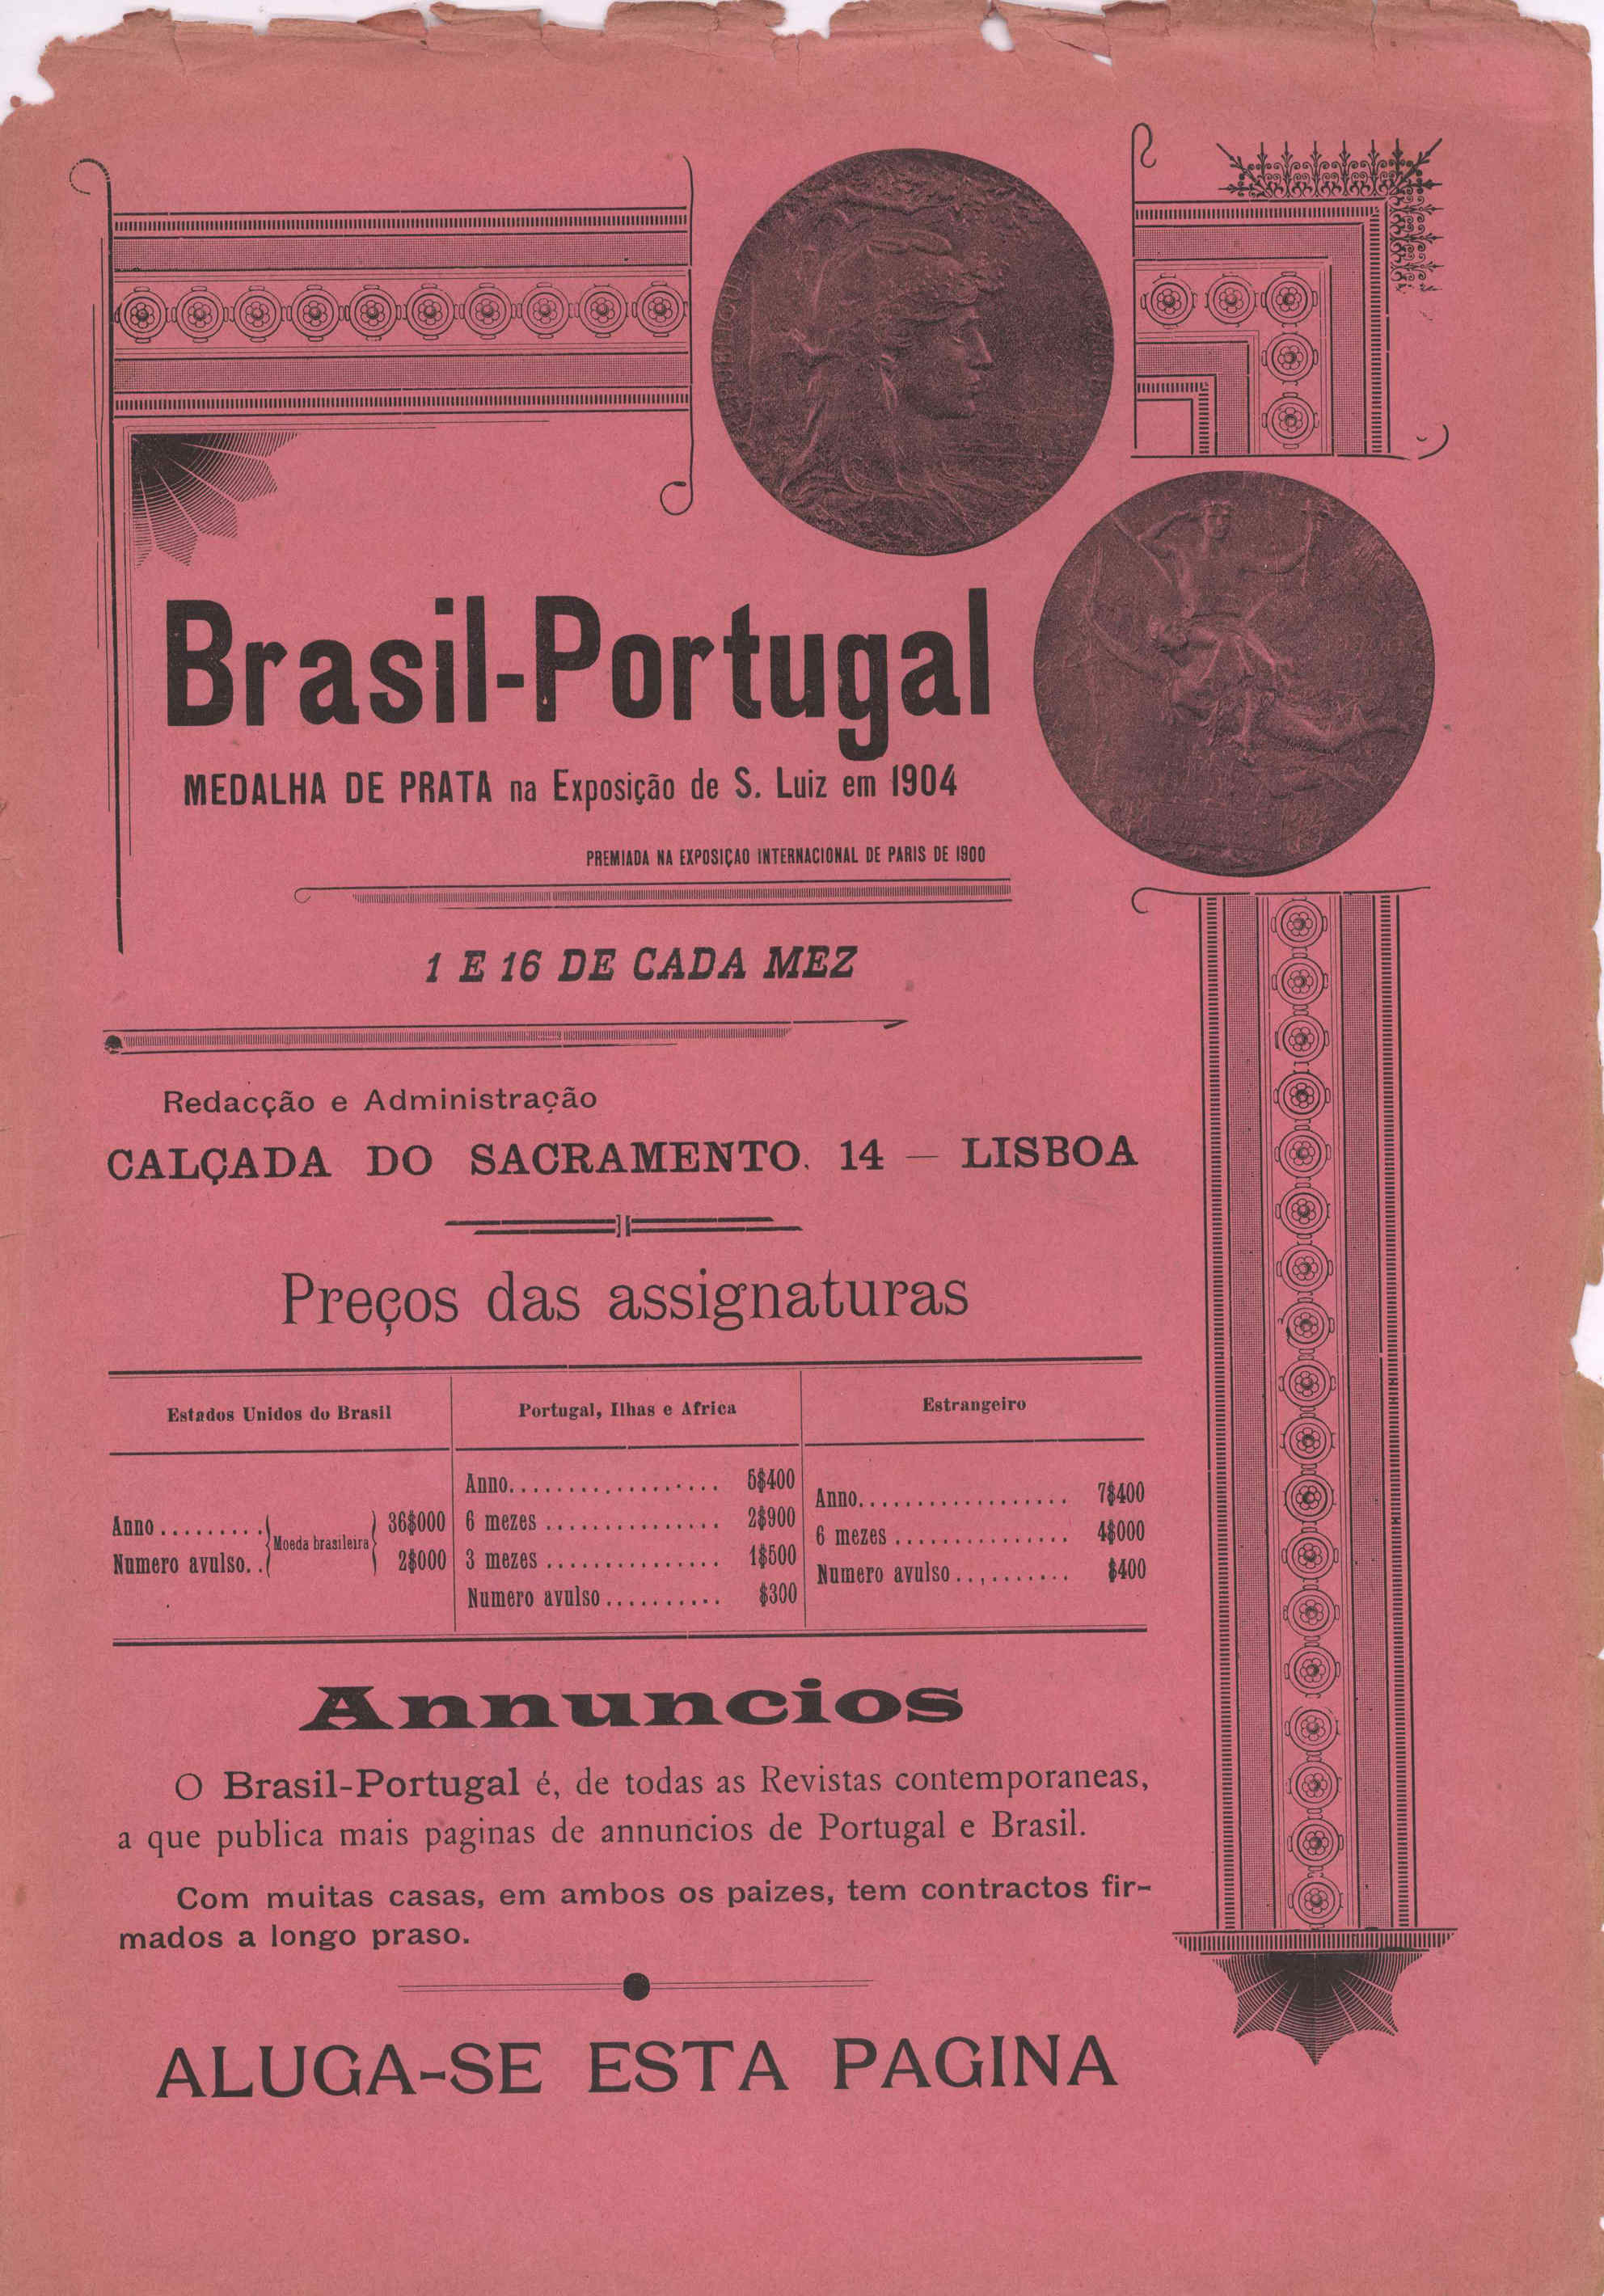 Brasil-Portugal
MEDALHA DE PRATA na Exposição de S. Luiz em 1904
PREMIADA NA EXPOSIÇAO INTERNACIONAL DE PARIS DE 1900
1 E 16 DE CADA MEZ
Redacção e Administração
CALÇADA DO SACRAMENTO, 14 — LISBOA
Preços das assignaturas
Estados Unidos do Brasil
Anno......... Moeda brasileira 36$000
Numero avulso.. 2$000
Portugal, Ilhas e Africa
Anno.................. 5$400
6 mezes ............... 2$900
3 mezes ............... 1$500
Numero avulso.......... $300
Estrangeiro
Anno.................. 7$400
6 mezes ............... 4$000
Numero avulso.......... $400
Annuncios
O Brasil-Portugal é, de todas as Revistas contemporaneas,
a que publica mais paginas de annuncios de Portugal e Brasil.
Com muitas casas, em ambos os paizes, tem contractos fir-
mados a longo praso.
ALUGA-SE ESTA PAGINA